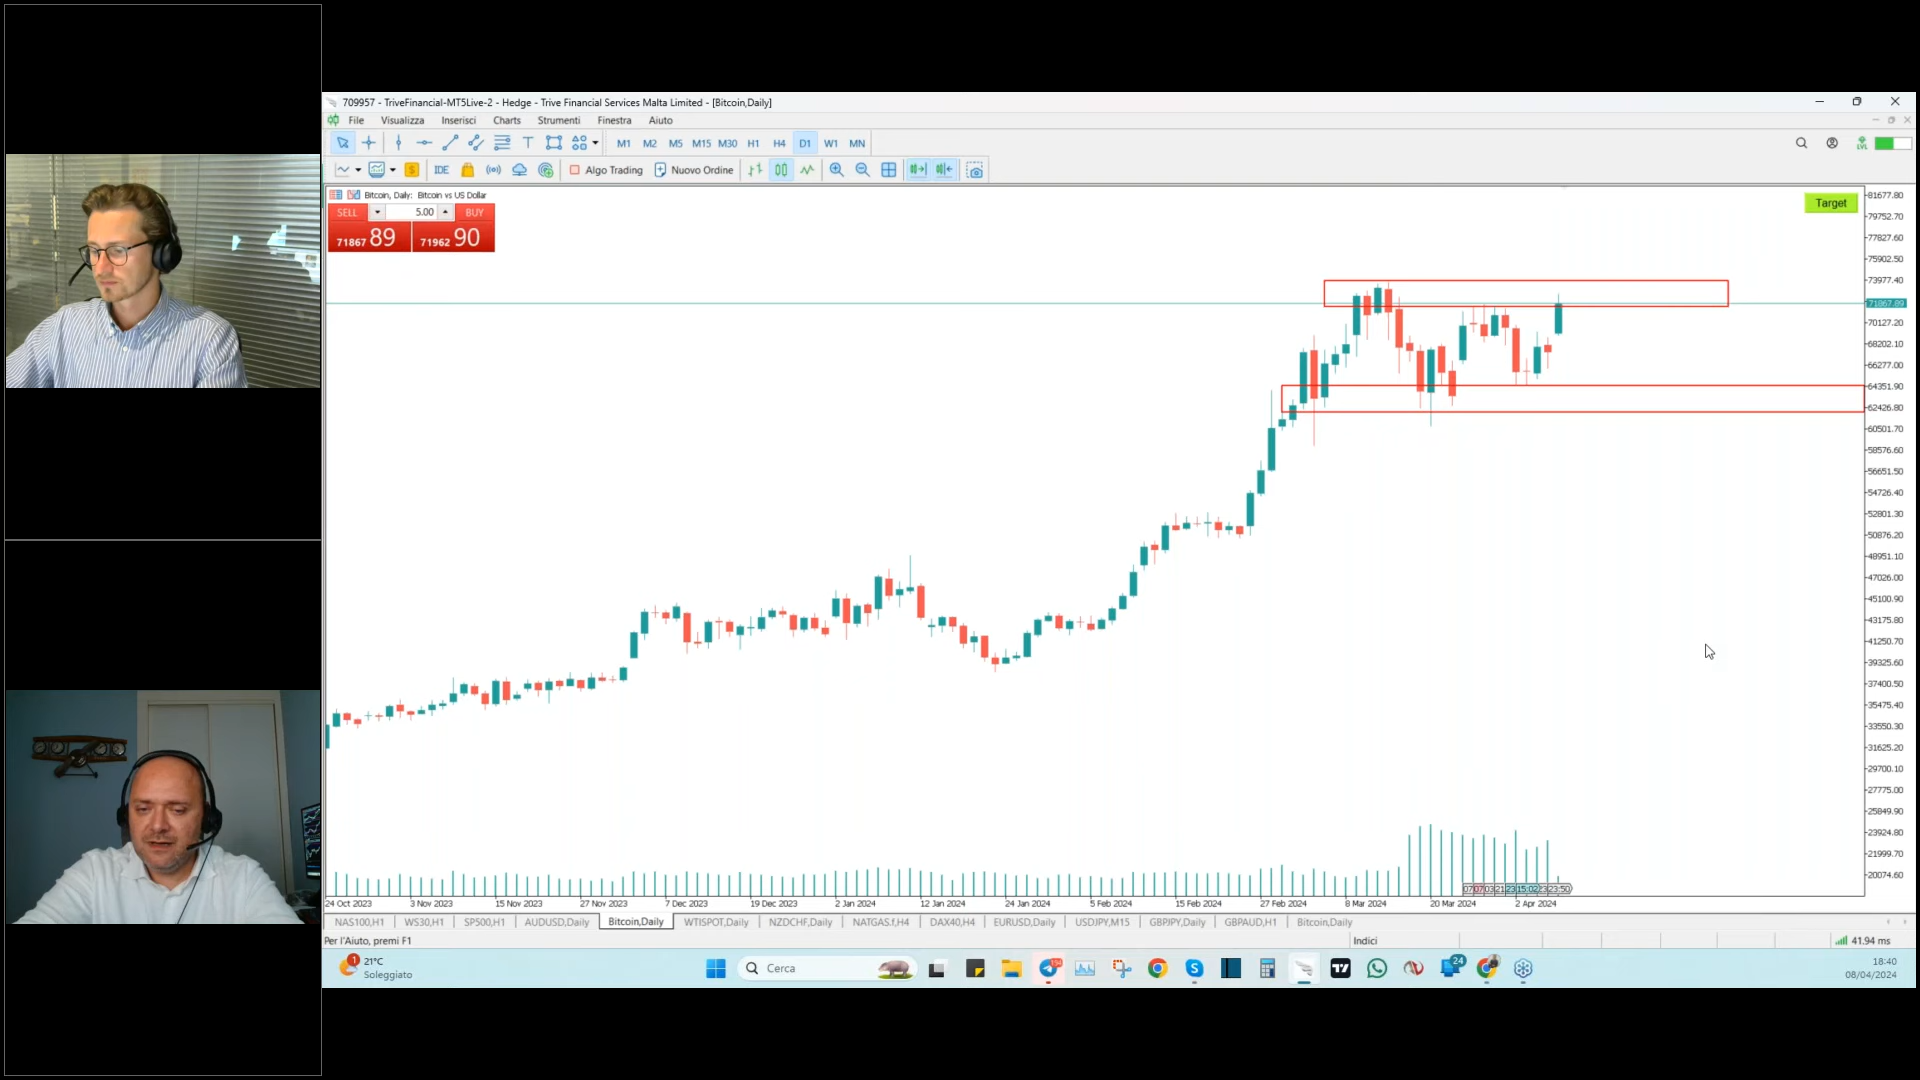 709957 - TriveFinancial-MT5Live-2 - Hedge - Trive Financial Services Malta Limited - [Bitcoin,Daily]
File Visualizza Inserisci Charts Strumenti Finestra Aiuto
M1 M2 M5 M15 M30 H1 H4 D1 W1 MN
IDE Algo Trading Nuovo Ordine
Bitcoin, Daily: Bitcoin vs US Dollar
SELL 5.00 BUY
71867 89 71962 90
Target
81677.80
79752.70
77827.60
75902.50
73977.40
71867.89
70127.20
68202.10
66277.00
64351.90
62426.80
60501.70
58576.60
56651.50
54726.40
52801.30
50876.20
48951.10
47026.00
45100.90
43175.80
41250.70
39325.60
37400.50
35475.40
33550.30
31625.20
29700.10
27775.00
25849.90
23924.80
21999.70
20074.60
24 Oct 2023 3 Nov 2023 15 Nov 2023 27 Nov 2023 7 Dec 2023 19 Dec 2023 2 Jan 2024 12 Jan 2024 24 Jan 2024 5 Feb 2024 15 Feb 2024 27 Feb 2024 8 Mar 2024 20 Mar 2024 2 Apr 2024
NAS100,H1 WS30,H1 SP500,H1 AUDUSD,Daily Bitcoin,Daily WTISPOT,Daily NZDCHF,Daily NATGAS.f,H4 DAX40,H4 EURUSD,Daily USDJPY,M15 GBPJPY,Daily GBPAUD,H1 Bitcoin,Daily
Per l'Aiuto, premi F1 Indici 41.94 ms
1 21°C
Soleggiato
Cerca
194
24
18:40
08/04/2024